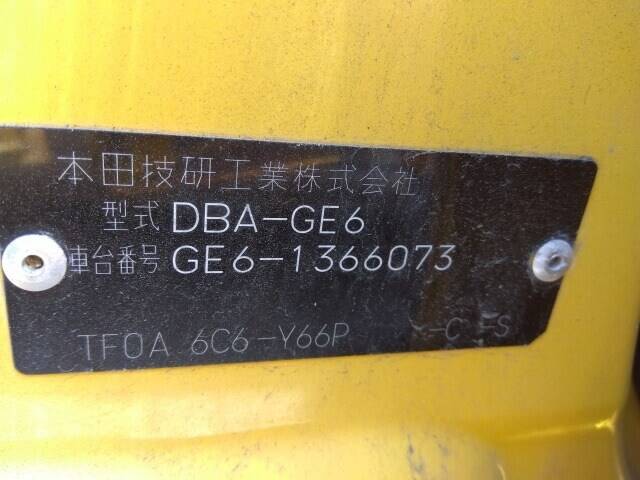 本田技研工業株式会社
型式 DBA-GE6
車台番号 GE6-1366073
TF0A 6C6-Y66P -C -S